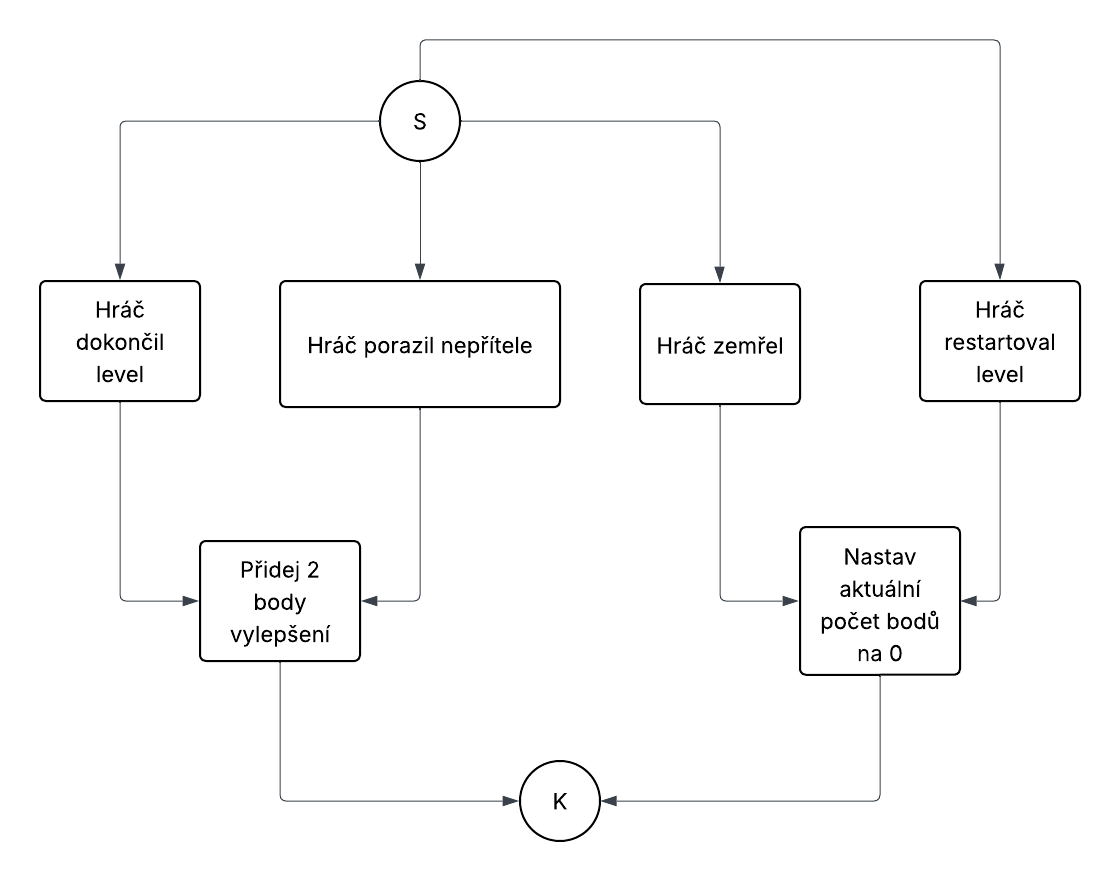 S
Hráč
dokončil
level
Hráč porazil nepřítele
Hráč zemřel
Hráč
restartoval
level
Přidej 2
body
vylepšení
Nastav
aktuální
počet bodů
na 0
K